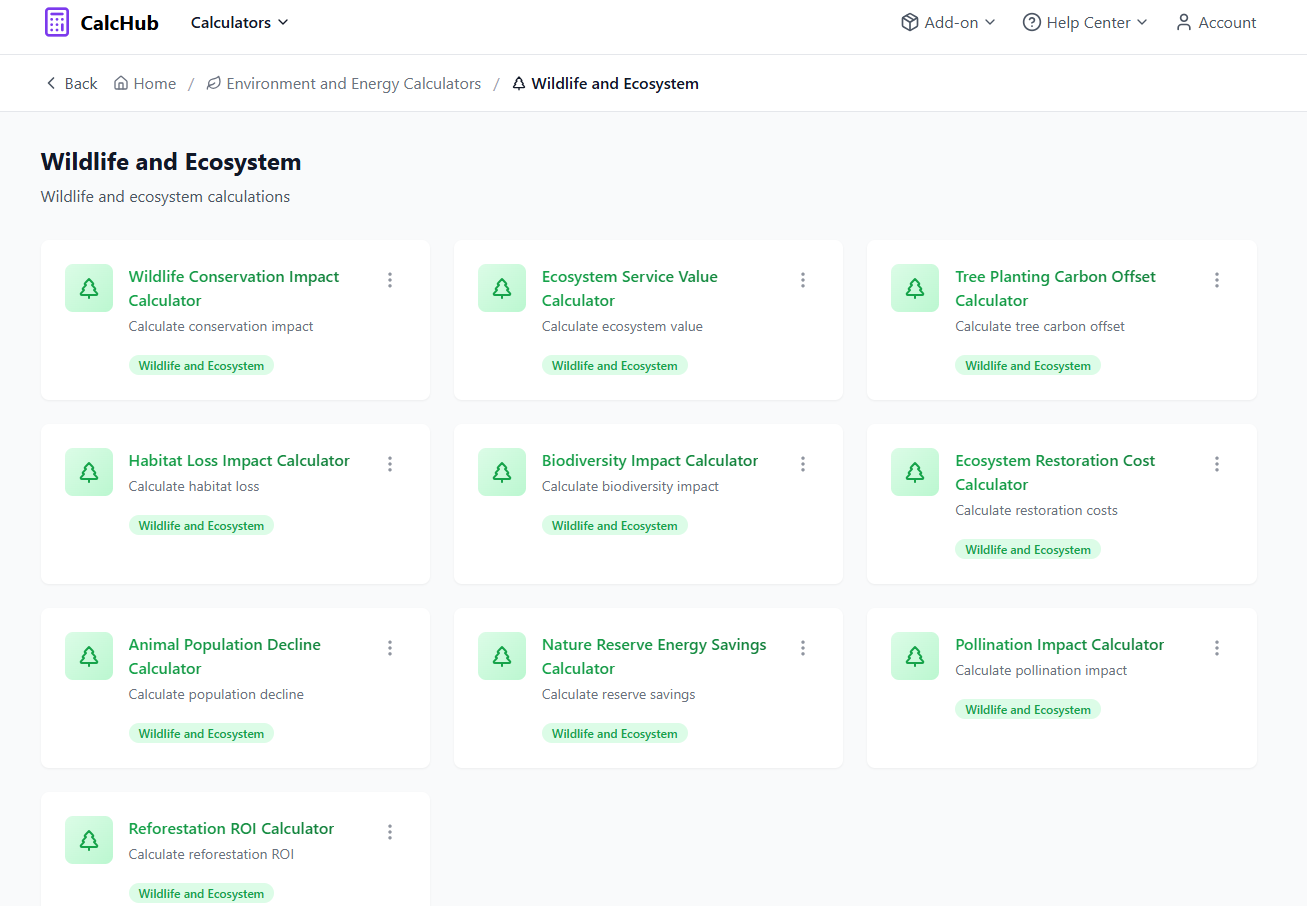 CalcHub
Calculators
Add-on
Help Center
Account
Back
Home
/
Environment and Energy Calculators
/
Wildlife and Ecosystem
Wildlife and Ecosystem
Wildlife and ecosystem calculations
Wildlife Conservation Impact
Calculator
Calculate conservation impact
Wildlife and Ecosystem
Ecosystem Service Value
Calculator
Calculate ecosystem value
Wildlife and Ecosystem
Tree Planting Carbon Offset
Calculator
Calculate tree carbon offset
Wildlife and Ecosystem
Habitat Loss Impact Calculator
Calculate habitat loss
Wildlife and Ecosystem
Biodiversity Impact Calculator
Calculate biodiversity impact
Wildlife and Ecosystem
Ecosystem Restoration Cost
Calculator
Calculate restoration costs
Wildlife and Ecosystem
Animal Population Decline
Calculator
Calculate population decline
Wildlife and Ecosystem
Nature Reserve Energy Savings
Calculator
Calculate reserve savings
Wildlife and Ecosystem
Pollination Impact Calculator
Calculate pollination impact
Wildlife and Ecosystem
Reforestation ROI Calculator
Calculate reforestation ROI
Wildlife and Ecosystem